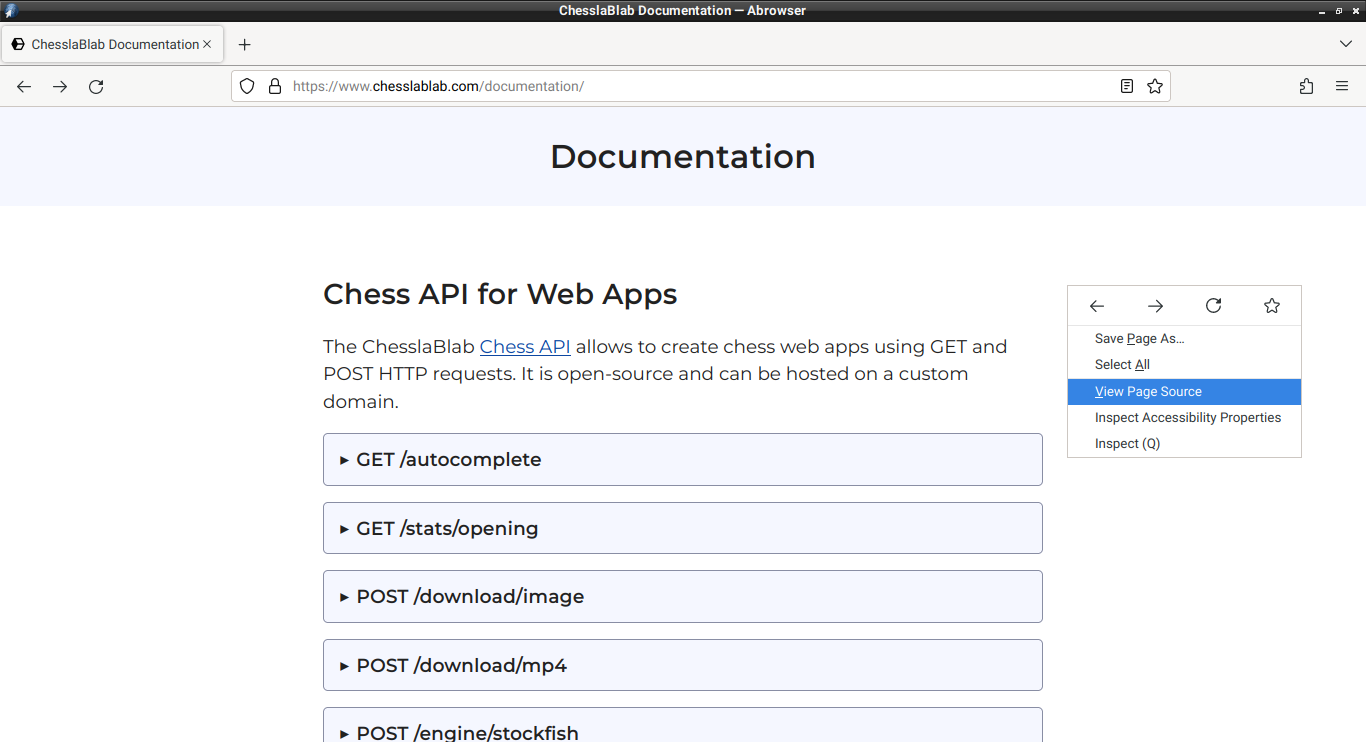 ChesslaBlab Documentation — Abrowser
ChesslaBlab Documentation
https://www.chesslablab.com/documentation/
Documentation
Chess API for Web Apps
The ChesslaBlab Chess API allows to create chess web apps using GET and
POST HTTP requests. It is open-source and can be hosted on a custom
domain.
GET /autocomplete
GET /stats/opening
POST /download/image
POST /download/mp4
POST /engine/stockfish
Save Page As…
Select All
View Page Source
Inspect Accessibility Properties
Inspect (Q)